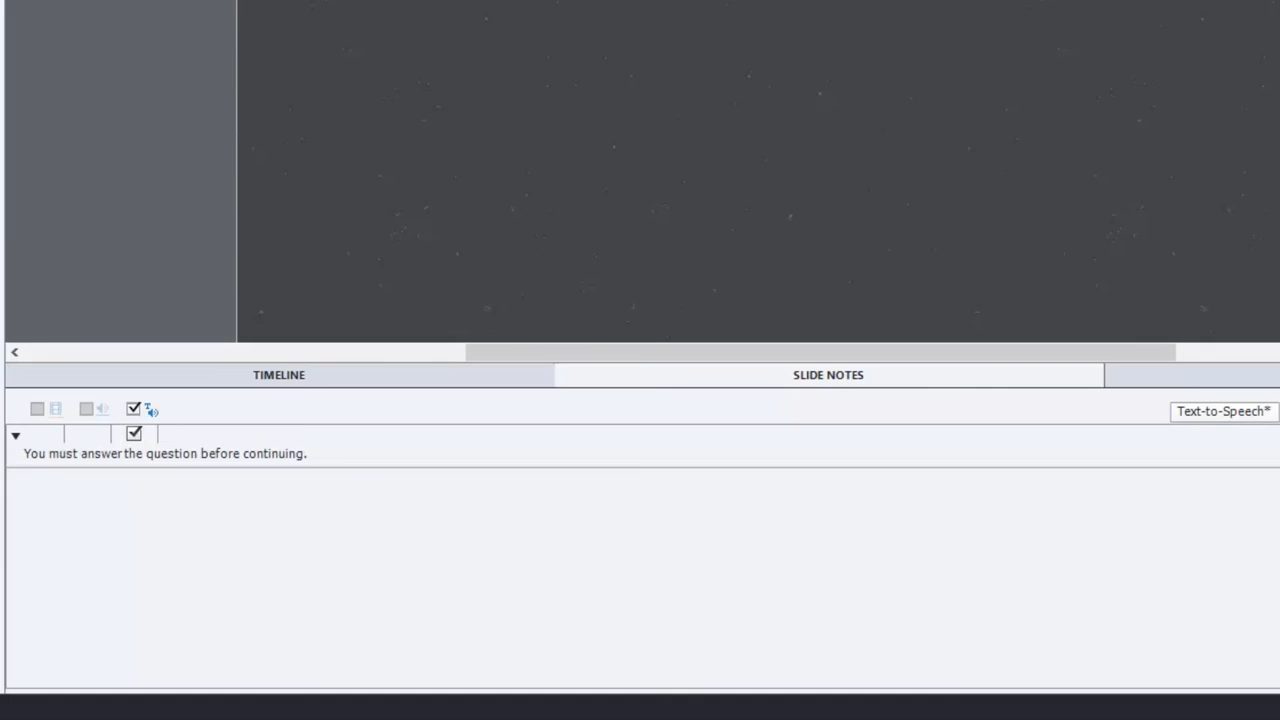 TIMELINE
SLIDE NOTES
Text-to-Speech*
You must answer the question before continuing.